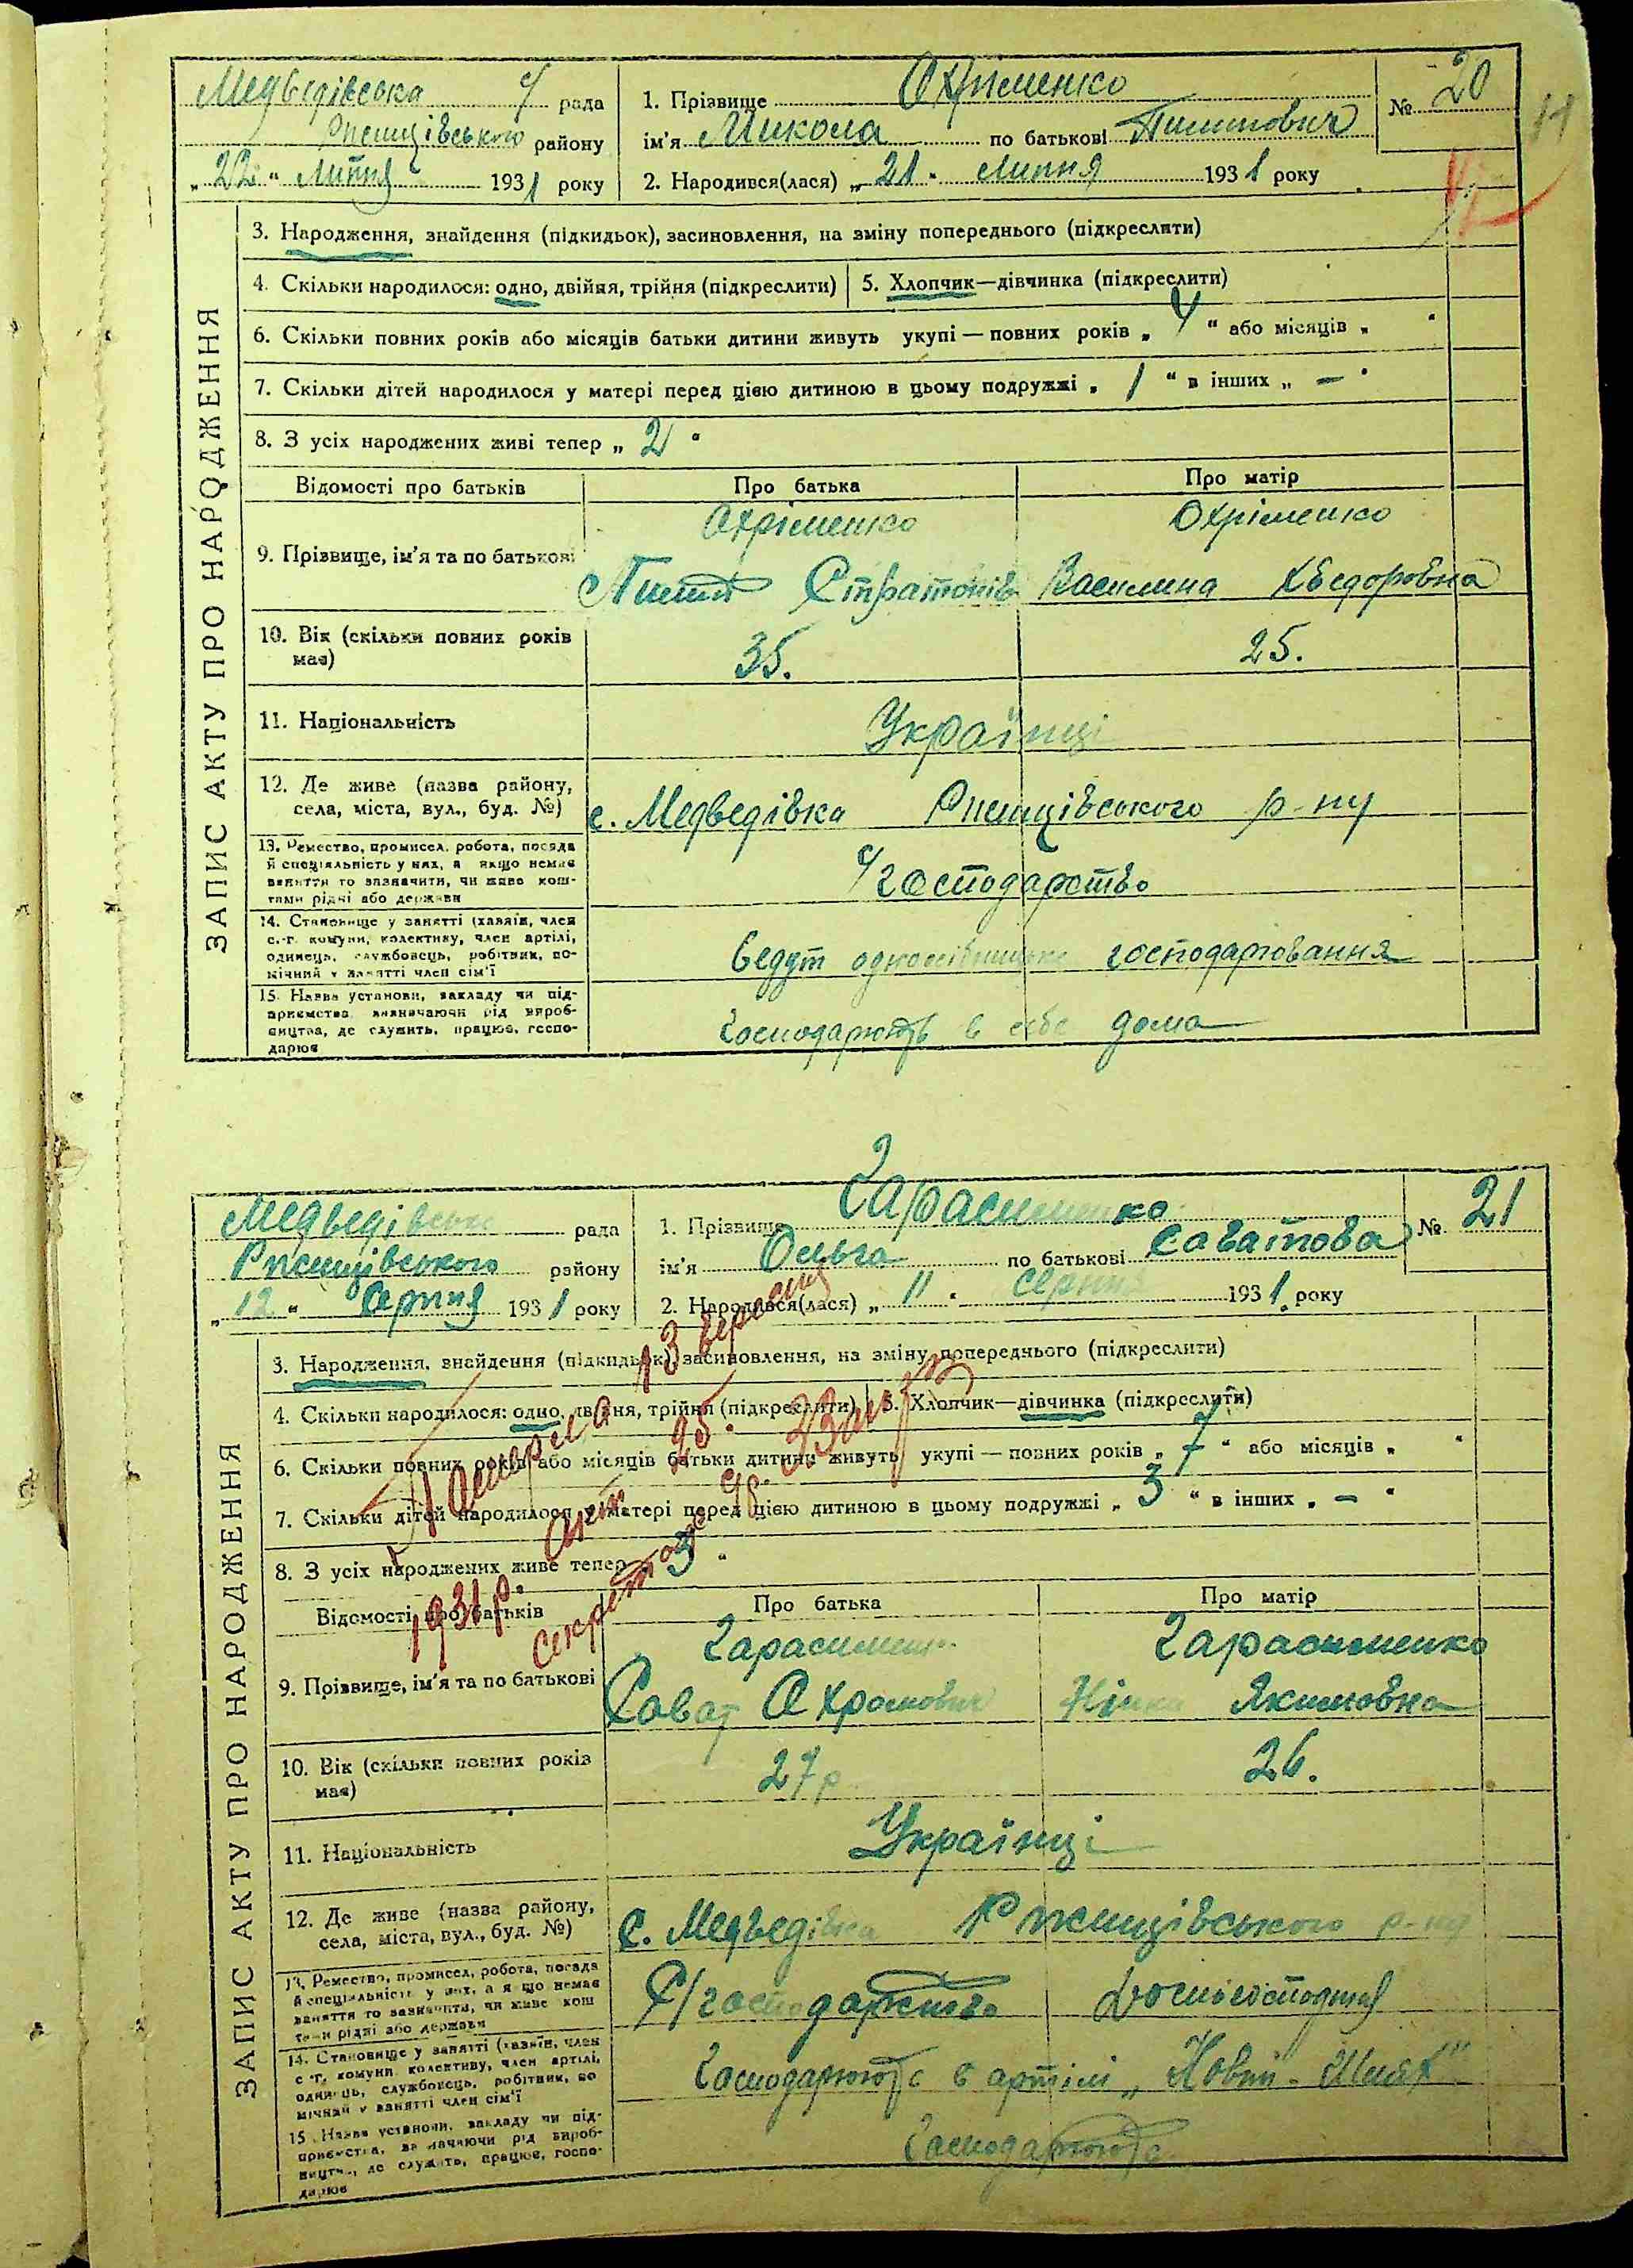 Медведівська с/ рада
Ржищівського району
„22" Липня 1931 року
1. Прізвище Охріменко
ім'я Микола по батькові Пилипович
2. Народився(лася) „21" Липня 1931 року
№ 20
ЗАПИС АКТУ ПРО НАРОДЖЕННЯ
3. Народження, знайдення (підкидьок), засиновлення, на зміну попереднього (підкреслити)
4. Скільки народилося: одно, двійня, трійня (підкреслити)
5. Хлопчик—дівчинка (підкреслити)
6. Скільки повних років або місяців батьки дитини живуть укупі — повних років „ 4 " або місяців „ "
7. Скільки дітей народилося у матері перед цією дитиною в цьому подружжі „ 1 " в інших „ — "
8. З усіх народжених живі тепер „ 2 "
Відомості про батьків Про батька Про матір
Охріменко Охріменко
9. Прізвище, ім'я та по батькові
Пилип Стратонів Василина Хведоровна
10. Вік (скільки повних років має) 35. 25.
11. Національність Українці
12. Де живе (назва району, села, міста, вул., буд. №) с. Медведівка Ржищівського р-ну
13. Ремество, промисел, робота, посада й спеціяльність у них, а якщо немає заняття то зазначити, чи живе коштами рідні або держави
с/господарство
14. Становище у занятті (хазяїн, член с.-г. комуни, колективу, член артілі, одинець, службовець, робітник, помічний у занятті член сім'ї
ведут господарювання
15. Назва установи, закладу чи підприємства, визначаючи рід виробництва, де служить, працює, господарює
Господарюють в себе дома
Медведівська рада
Ржищівського району
„ 12 " Серпня 1931 року
1. Прізвище Гарасименко
ім'я Ольга по батькові Саватова
2. Народився(лася) „ 11 " серпня 1931. року
№ 21
ЗАПИС АКТУ ПРО НАРОДЖЕННЯ
3. Народження, знайдення (підкидьок), засиновлення, на зміну попереднього (підкреслити)
4. Скільки народилося: одно, двійня, трійня (підкреслити)
5. Хлопчик—дівчинка (підкреслити)
6. Скільки повних років або місяців батьки дитини живуть укупі — повних років „ 7 " або місяців „ "
7. Скільки дітей народилося у матері перед цією дитиною в цьому подружжі „ 3 " в інших „ — "
8. З усіх народжених живе тепер 3 "
Померла 13 вересня
1931 р.
акт 25.
Секретар
Відомості про батьків Про батька Про матір
Гарасименко Гарасименко
9. Прізвище, ім'я та по батькові
Сават Якимовна
10. Вік (скільки повних років має) 27 р. 26.
11. Національність Українці
12. Де живе (назва району, села, міста, вул., буд. №) с. Медведівка Ржищівського р-ну
13. Ремество, промисел, робота, посада й спеціяльність у них, а якщо немає заняття то зазначити, чи живе коштами рідні або держави
С/господарство
14. Становище у занятті (хазяїн, член с.-г. комуни, колективу, член артілі, одинець, службовець, робітник, помічний у занятті член сім'ї
Господарюють в артілі „Новий-Шлях"
15. Назва установи, закладу чи підприємства, визначаючи рід виробництва, де служить, працює, господарює
Господарюють